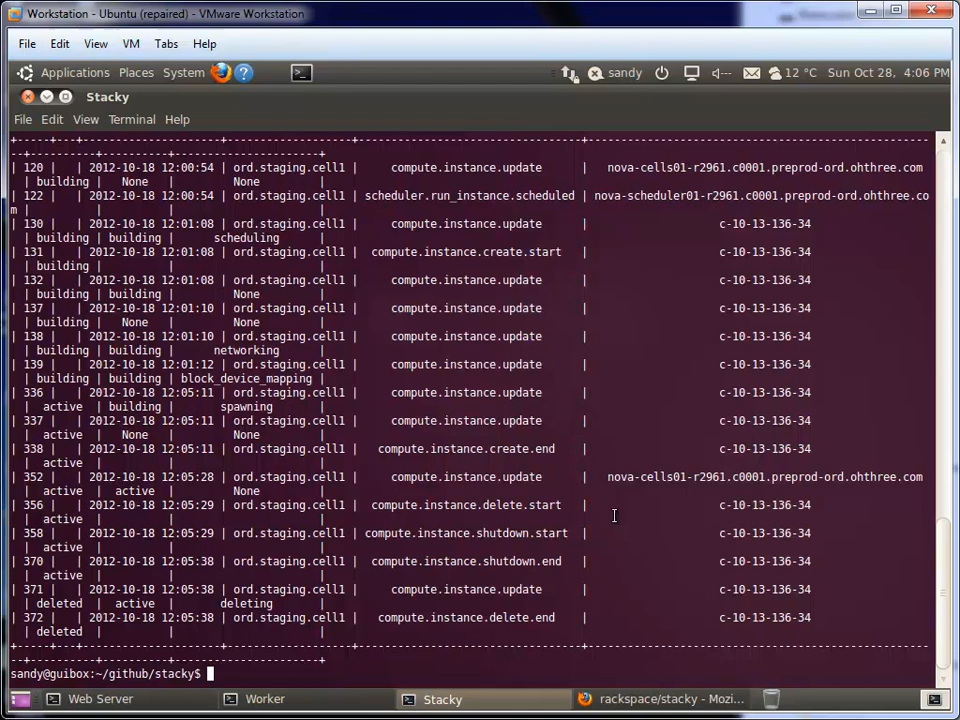 Workstation - Ubuntu (repaired) - VMware Workstation
File Edit View VM Tabs Help
Applications Places System sandy 12 °C Sun Oct 28, 4:06 PM
Stacky
File Edit View Terminal Help
+-----+---+----------------------------+---------------+----------------------------------+-------------------------------------------------
--+----------+----------+--------------------+
| 120 |   | 2012-10-18 12:00:54 | ord.staging.cell1 | compute.instance.update | nova-cells01-r2961.c0001.preprod-ord.ohthree.com
| building | None | None |
| 122 |   | 2012-10-18 12:00:54 | ord.staging.cell1 | scheduler.run_instance.scheduled | nova-scheduler01-r2961.c0001.preprod-ord.ohthree.co
m | | | |
| 130 |   | 2012-10-18 12:01:08 | ord.staging.cell1 | compute.instance.update | c-10-13-136-34
| building | building | scheduling |
| 131 |   | 2012-10-18 12:01:08 | ord.staging.cell1 | compute.instance.create.start | c-10-13-136-34
| building | | |
| 132 |   | 2012-10-18 12:01:08 | ord.staging.cell1 | compute.instance.update | c-10-13-136-34
| building | building | None |
| 137 |   | 2012-10-18 12:01:10 | ord.staging.cell1 | compute.instance.update | c-10-13-136-34
| building | None | None |
| 138 |   | 2012-10-18 12:01:10 | ord.staging.cell1 | compute.instance.update | c-10-13-136-34
| building | building | networking |
| 139 |   | 2012-10-18 12:01:12 | ord.staging.cell1 | compute.instance.update | c-10-13-136-34
| building | building | block_device_mapping |
| 336 |   | 2012-10-18 12:05:11 | ord.staging.cell1 | compute.instance.update | c-10-13-136-34
| active | building | spawning |
| 337 |   | 2012-10-18 12:05:11 | ord.staging.cell1 | compute.instance.update | c-10-13-136-34
| active | None | None |
| 338 |   | 2012-10-18 12:05:11 | ord.staging.cell1 | compute.instance.create.end | c-10-13-136-34
| active | | |
| 352 |   | 2012-10-18 12:05:28 | ord.staging.cell1 | compute.instance.update | nova-cells01-r2961.c0001.preprod-ord.ohthree.com
| active | active | None |
| 356 |   | 2012-10-18 12:05:29 | ord.staging.cell1 | compute.instance.delete.start | c-10-13-136-34
| active | | |
| 358 |   | 2012-10-18 12:05:29 | ord.staging.cell1 | compute.instance.shutdown.start | c-10-13-136-34
| active | | |
| 370 |   | 2012-10-18 12:05:38 | ord.staging.cell1 | compute.instance.shutdown.end | c-10-13-136-34
| active | | |
| 371 |   | 2012-10-18 12:05:38 | ord.staging.cell1 | compute.instance.update | c-10-13-136-34
| deleted | active | deleting |
| 372 |   | 2012-10-18 12:05:38 | ord.staging.cell1 | compute.instance.delete.end | c-10-13-136-34
| deleted | | |
+-----+---+----------------------------+---------------+----------------------------------+-------------------------------------------------
--+----------+----------+--------------------+
sandy@guibox:~/github/stacky$
Web Server Worker Stacky rackspace/stacky - Mozi...